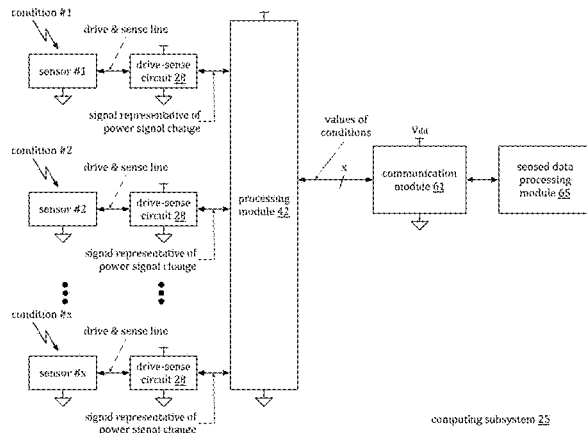 condition #1
drive & sense line
sensor #1
drive-sense
circuit 28
signal representative of
power signal change
condition #2
drive & sense line
sensor #2
drive-sense
circuit 28
signal representative of
power signal change
condition #x
drive & sense line
sensor #x
drive-sense
circuit 28
signal representative of
power signal change
processing
module 42
values of
conditions
x
Vdd
communication
module 61
sensed data
processing
module 65
computing subsystem 25